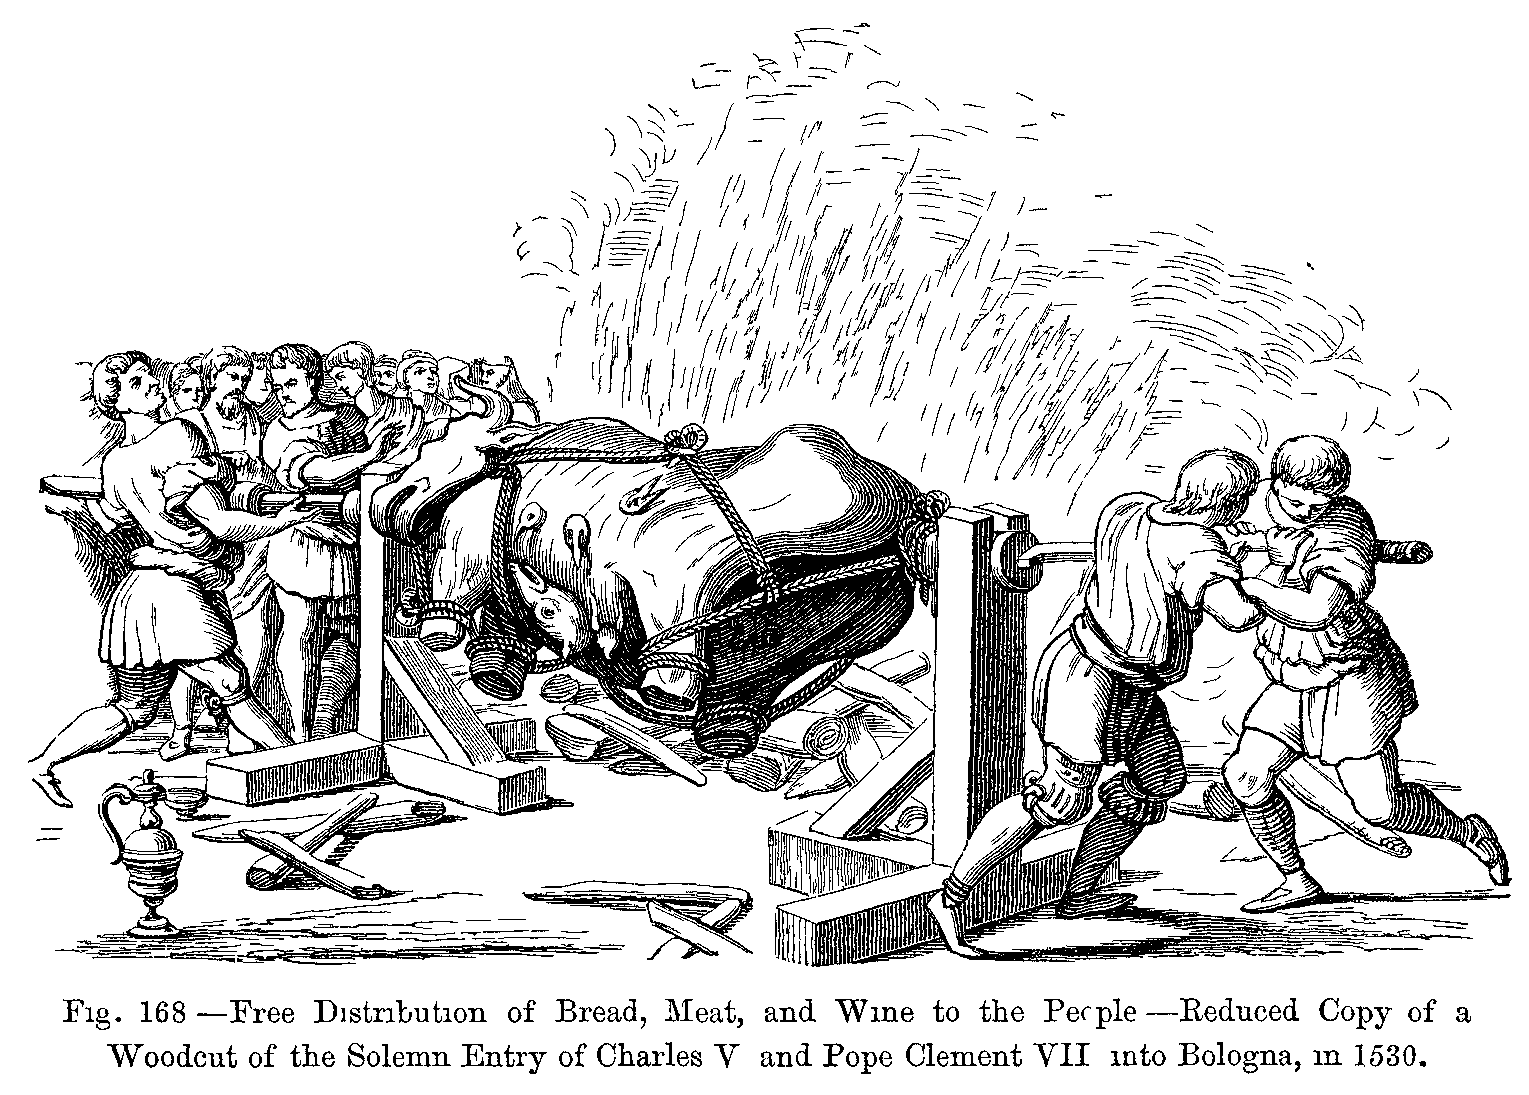 Fig. 168 —Free Distribution of Bread, Meat, and Wine to the People —Reduced Copy of a
Woodcut of the Solemn Entry of Charles V and Pope Clement VII into Bologna, in 1530.